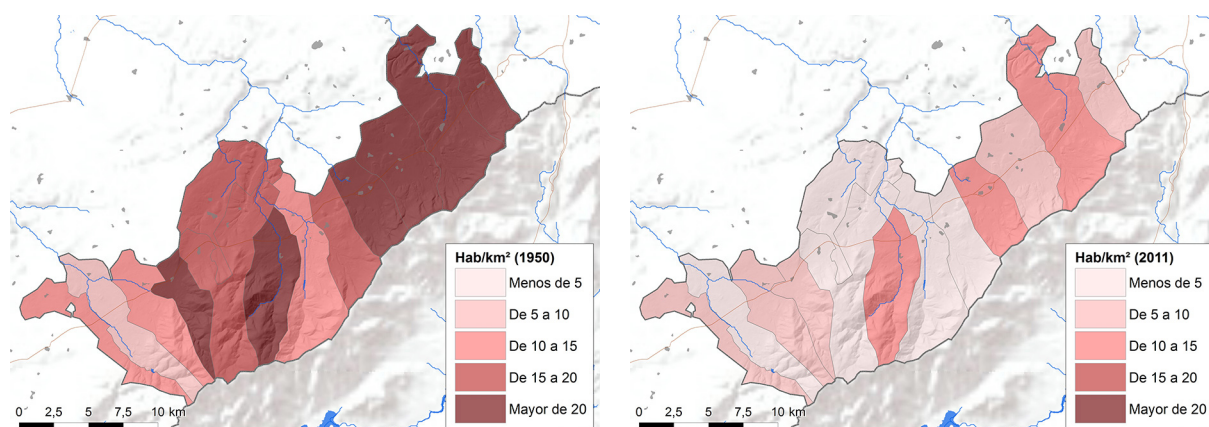 Hab/km² (1950)
Menos de 5
De 5 a 10
De 10 a 15
De 15 a 20
Mayor de 20
0 2,5 5 7,5 10 km
Hab/km² (2011)
Menos de 5
De 5 a 10
De 10 a 15
De 15 a 20
Mayor de 20
0 2,5 5 7,5 10 km